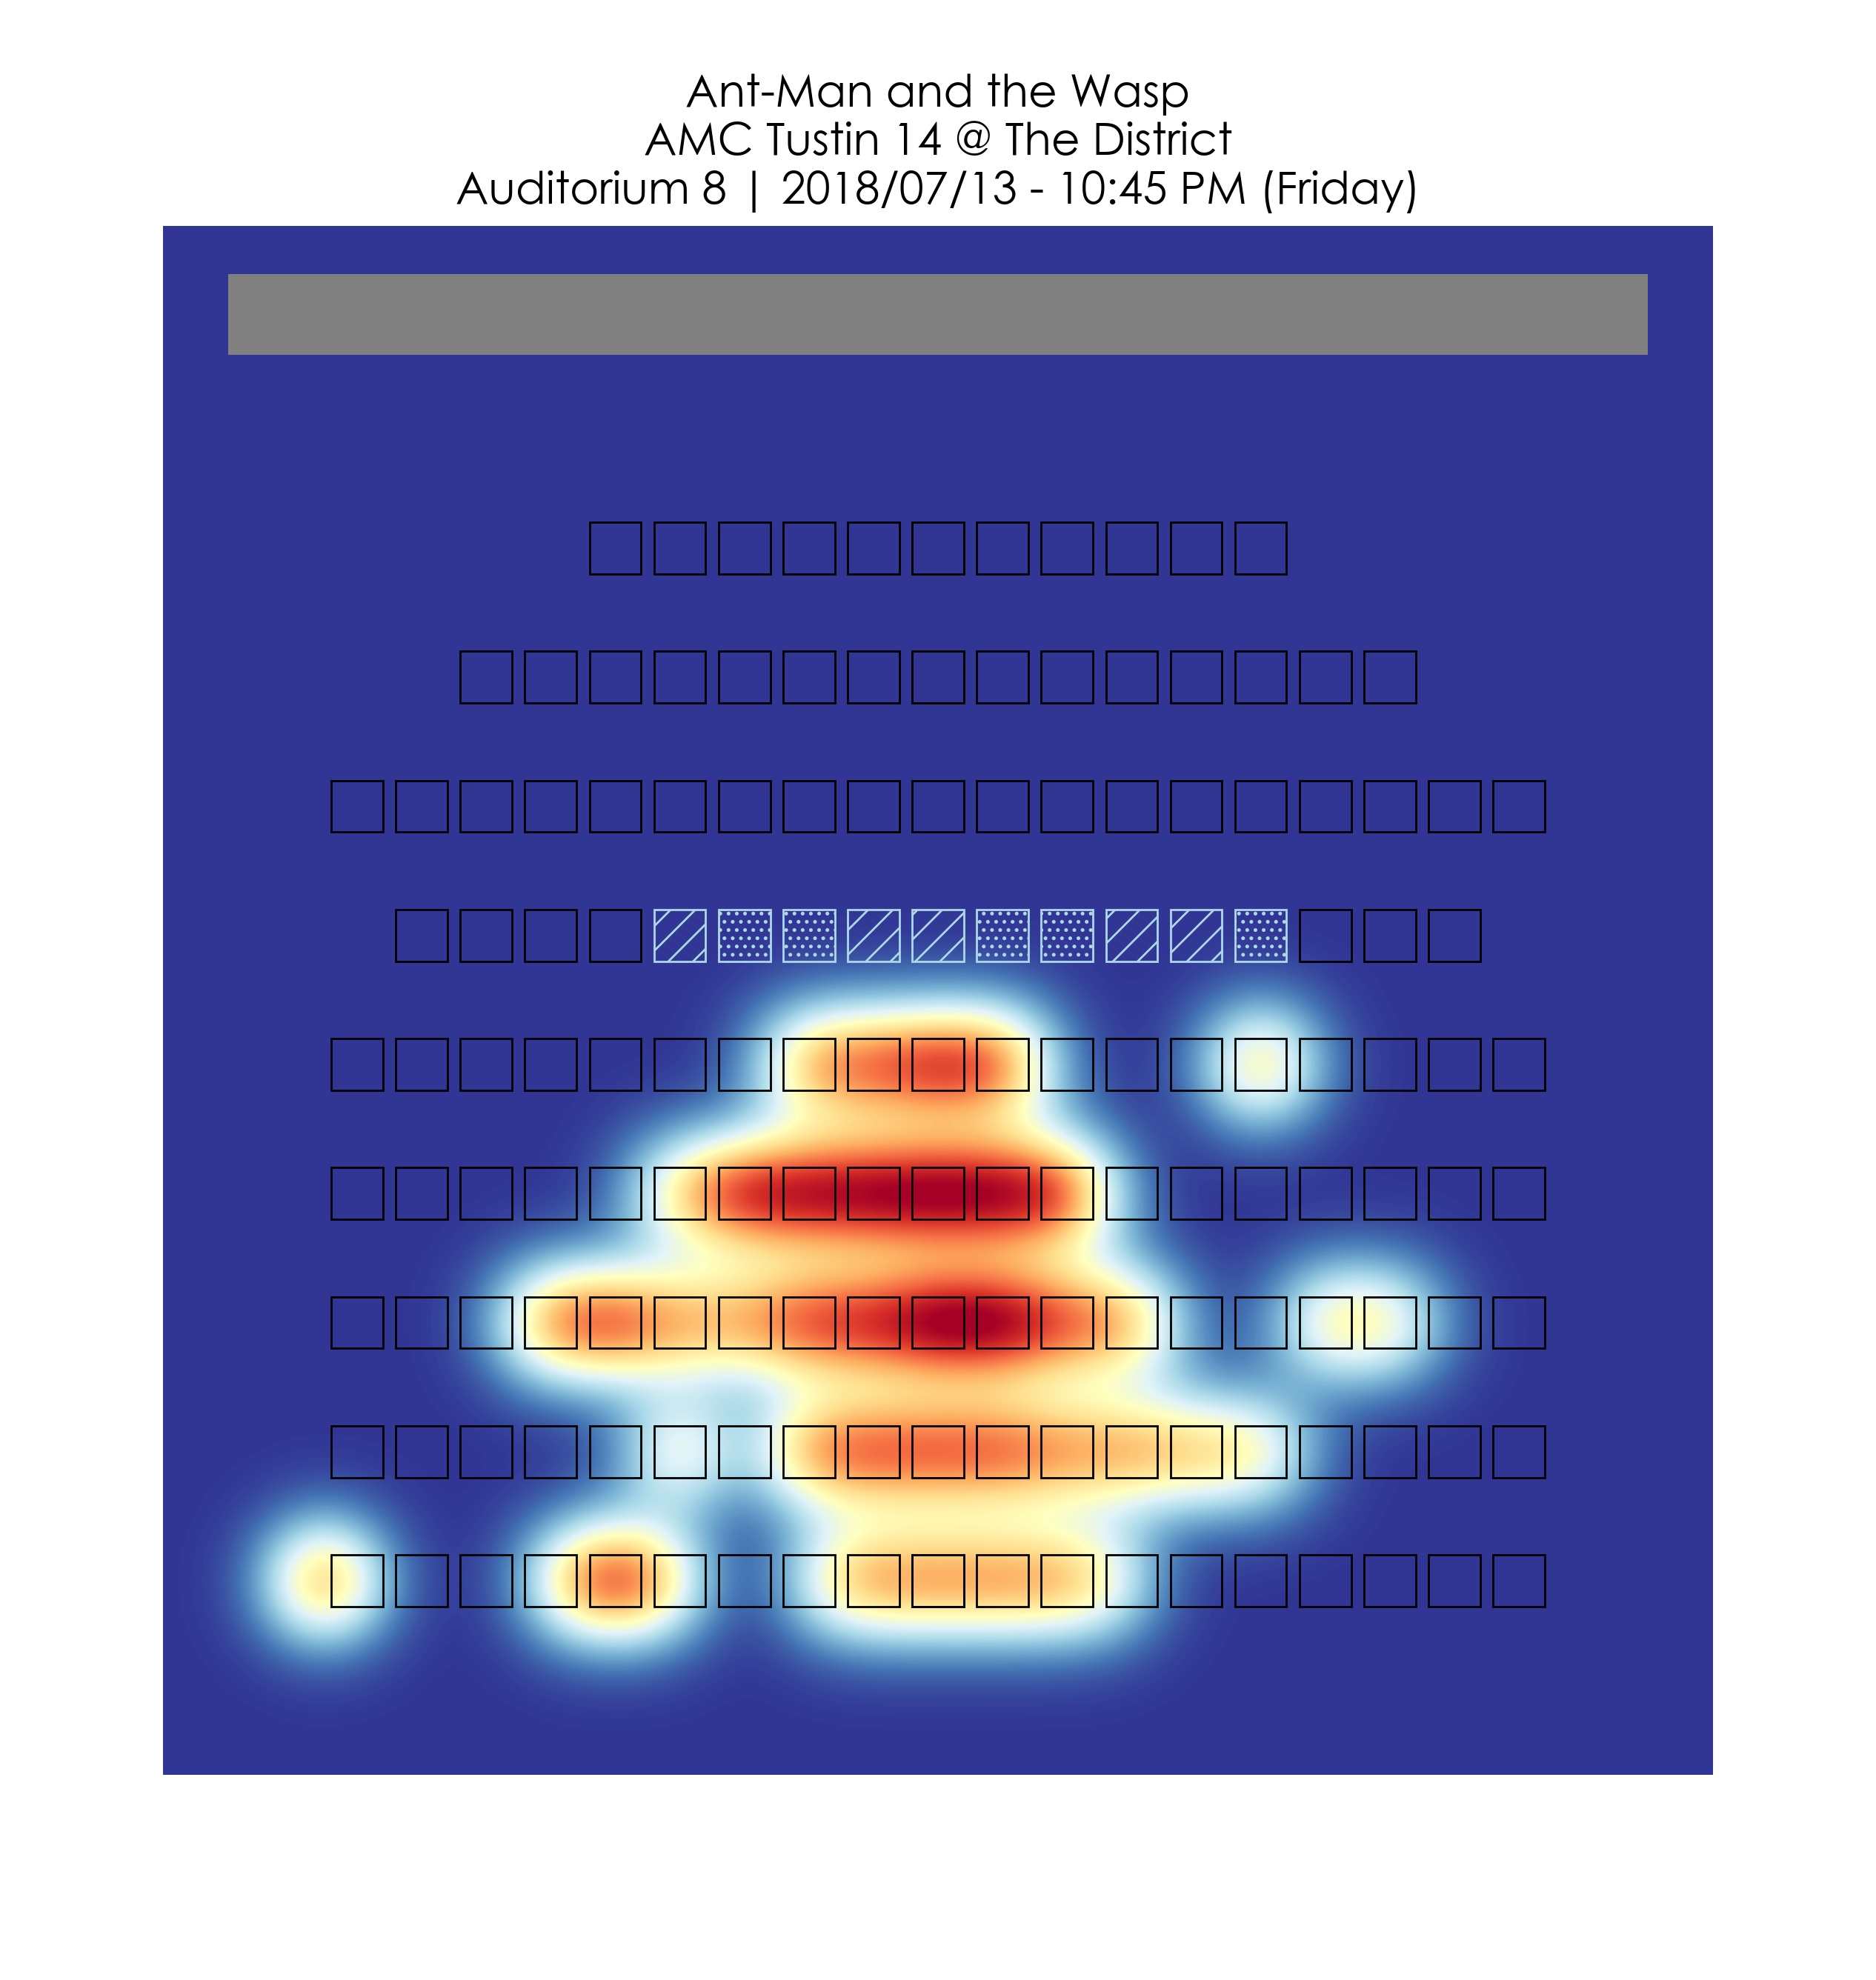 Ant-Man and the Wasp
AMC Tustin 14 @ The District
Auditorium 8 | 2018/07/13 - 10:45 PM (Friday)